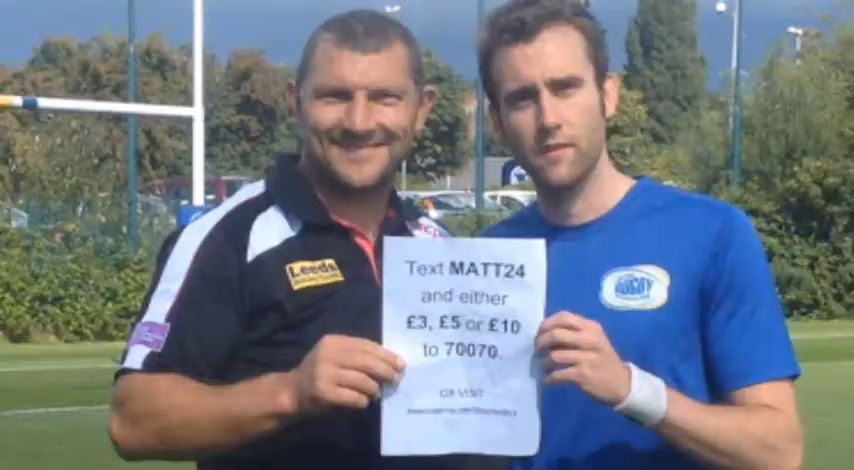 Leeds
RUGBY
Text MATT24
and either
£3, £5 or £10
to 70070.
OR VISIT